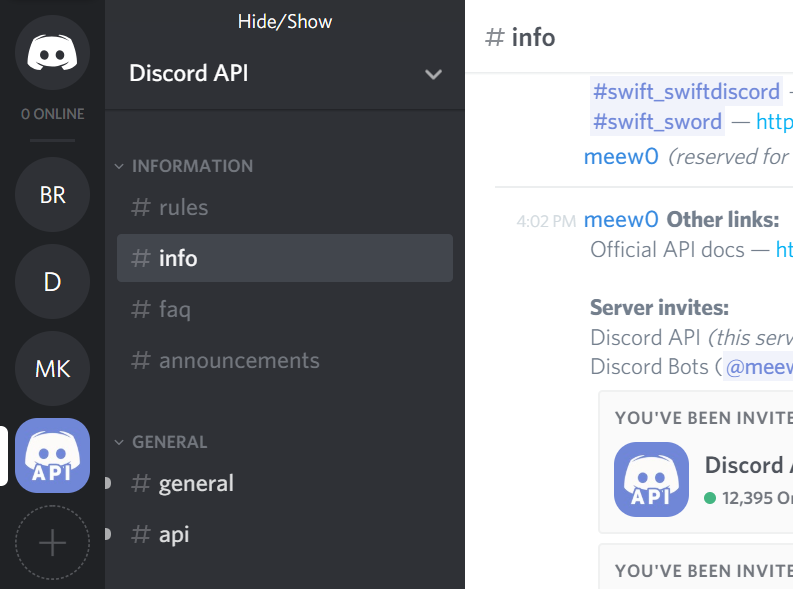 Hide/Show
0 ONLINE
BR
D
MK
API
Discord API
INFORMATION
# rules
# info
# faq
# announcements
GENERAL
# general
# api
# info
#swift_swiftdiscord —
#swift_sword — http
meew0 (reserved for
4:02 PM meew0 Other links:
Official API docs — ht
Server invites:
Discord API (this serv
Discord Bots (@meew
YOU'VE BEEN INVITE
API
Discord A
12,395 On
YOU'VE BEEN INVITE